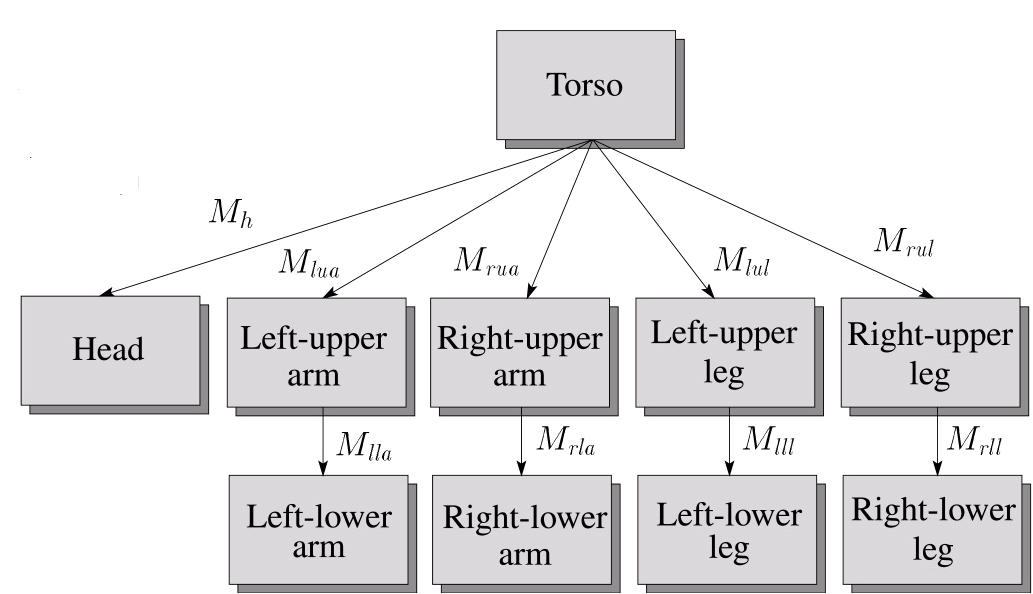 Torso
M_h
M_lua
M_rua
M_lul
M_rul
Head
Left-upper
arm
Right-upper
arm
Left-upper
leg
Right-upper
leg
M_lla
M_rla
M_lll
M_rll
Left-lower
arm
Right-lower
arm
Left-lower
leg
Right-lower
leg